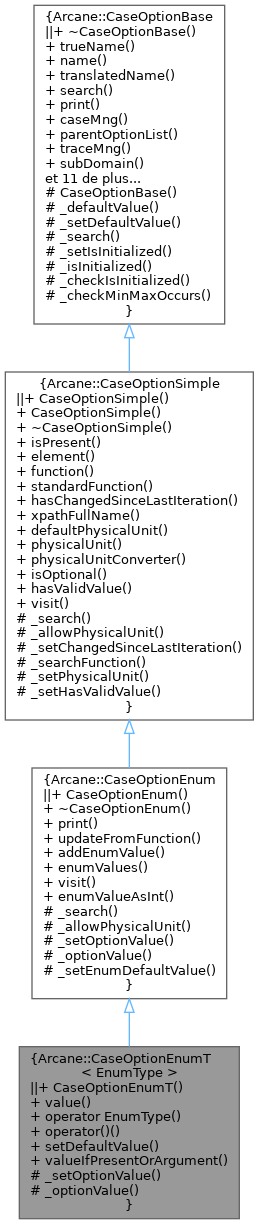 {Arcane::CaseOptionBase
||+ ~CaseOptionBase()
+ trueName()
+ name()
+ translatedName()
+ search()
+ print()
+ caseMng()
+ parentOptionList()
+ traceMng()
+ subDomain()
et 11 de plus...
# CaseOptionBase()
# _defaultValue()
# _setDefaultValue()
# _search()
# _setIsInitialized()
# _isInitialized()
# _checkIsInitialized()
# _checkMinMaxOccurs()
}
{Arcane::CaseOptionSimple
||+ CaseOptionSimple()
+ CaseOptionSimple()
+ ~CaseOptionSimple()
+ isPresent()
+ element()
+ function()
+ standardFunction()
+ hasChangedSinceLastIteration()
+ xpathFullName()
+ defaultPhysicalUnit()
+ physicalUnit()
+ physicalUnitConverter()
+ isOptional()
+ hasValidValue()
+ visit()
# _search()
# _allowPhysicalUnit()
# _setChangedSinceLastIteration()
# _searchFunction()
# _setPhysicalUnit()
# _setHasValidValue()
}
{Arcane::CaseOptionEnum
||+ CaseOptionEnum()
+ ~CaseOptionEnum()
+ print()
+ updateFromFunction()
+ addEnumValue()
+ enumValues()
+ visit()
+ enumValueAsInt()
# _search()
# _allowPhysicalUnit()
# _setOptionValue()
# _optionValue()
# _setEnumDefaultValue()
}
{Arcane::CaseOptionEnumT
< EnumType >
||+ CaseOptionEnumT()
+ value()
+ operator EnumType()
+ operator()()
+ setDefaultValue()
+ valueIfPresentOrArgument()
# _setOptionValue()
# _optionValue()
}